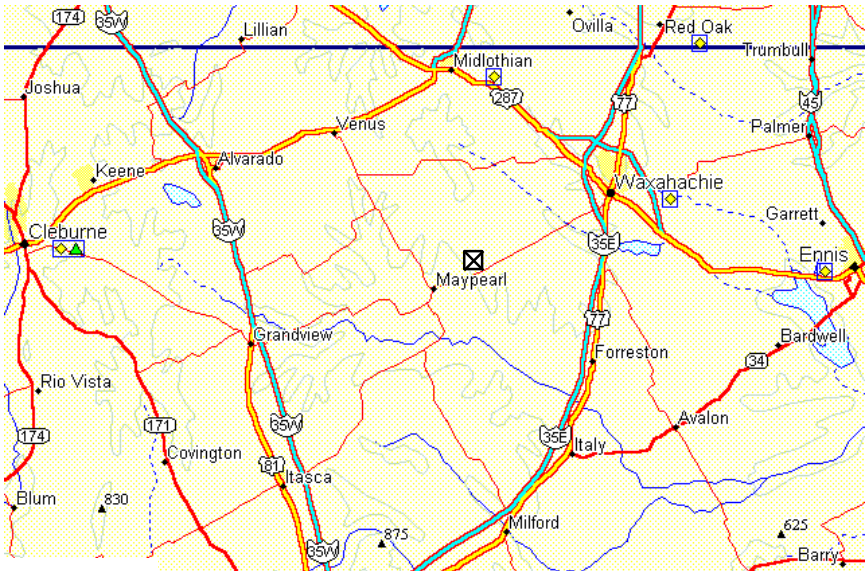 174
35W
Lillian
Ovilla
Red Oak
Trumbull
Midlothian
Joshua
287
77
45
Venus
Palmer
Keene
Alvarado
Waxahachie
Garrett
Cleburne
35W
35E
Ennis
Maypearl
Grandview
77
Bardwell
Forreston
34
Rio Vista
174
171
35W
35E
Avalon
Italy
Covington
81
Itasca
Blum
830
875
Milford
625
35W
Barry